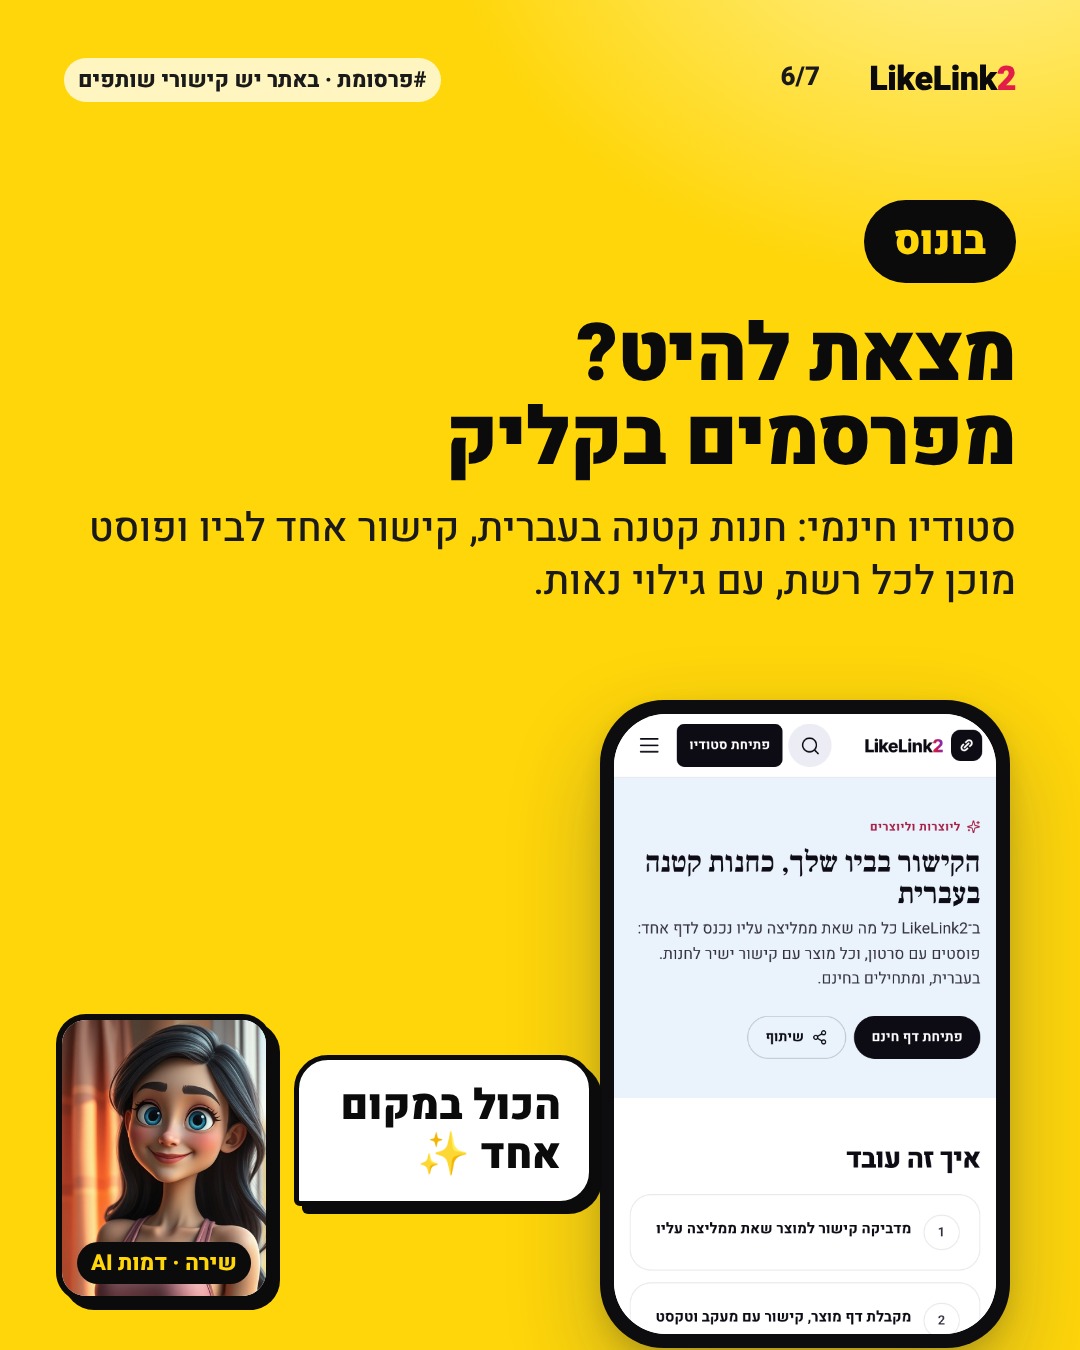 LikeLink2
6/7
#פרסומת · באתר יש קישורי שותפים
בונוס
מצאת להיט?
מפרסמים בקליק
סטודיו חינמי: חנות קטנה בעברית, קישור אחד לביו ופוסט
מוכן לכל רשת, עם גילוי נאות.
LikeLink2
פתיחת סטודיו
ליוצרות וליוצרים
הקישור בביו שלך, כחנות קטנה
בעברית
ב־LikeLink2 כל מה שאת ממליצה עליו נכנס לדף אחד:
פוסטים עם סרטון, וכל מוצר עם קישור ישיר לחנות.
בעברית, ומתחילים בחינם.
פתיחת דף חינם
שיתוף
איך זה עובד
1
מדביקה קישור למוצר שאת ממליצה עליו
2
מקבלת דף מוצר, קישור עם מעקב וטקסט
הכול במקום
אחד ✨
שירה · דמות AI